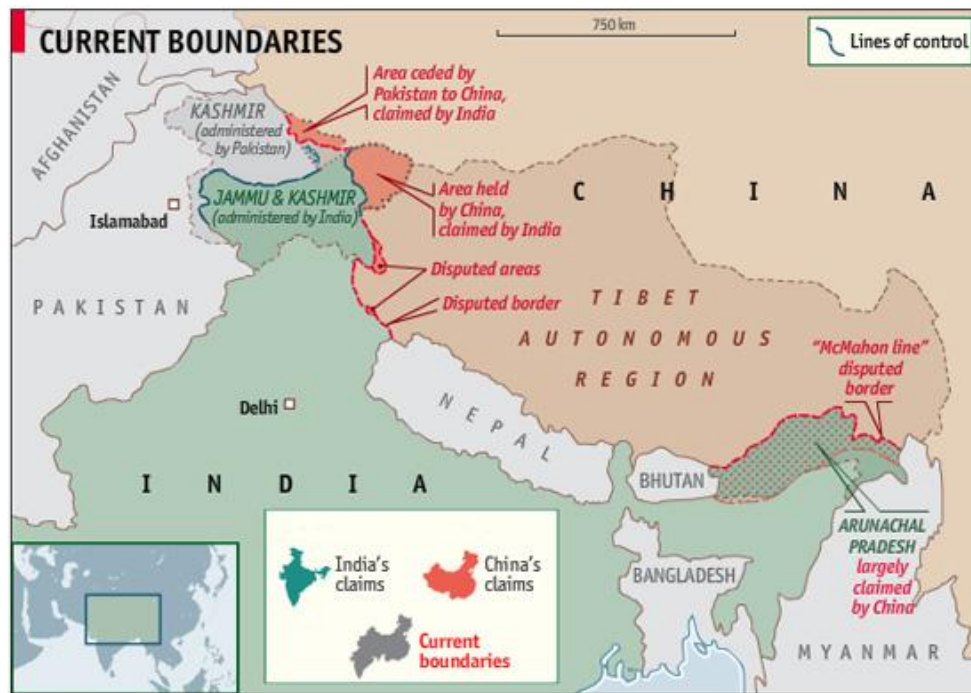 CURRENT BOUNDARIES
750 km
Lines of control
Area ceded by
Pakistan to China,
claimed by India
AFGHANISTAN
KASHMIR
(administered
by Pakistan)
JAMMU & KASHMIR
(administered by India)
Islamabad
Area held
by China,
claimed by India
C H I N A
PAKISTAN
Disputed areas
Disputed border
TIBET
AUTONOMOUS
REGION
"McMahon line"
disputed
border
Delhi
NEPAL
INDIA
BHUTAN
ARUNACHAL
PRADESH
largely
claimed
by China
BANGLADESH
MYANMAR
India's
claims
China's
claims
Current
boundaries